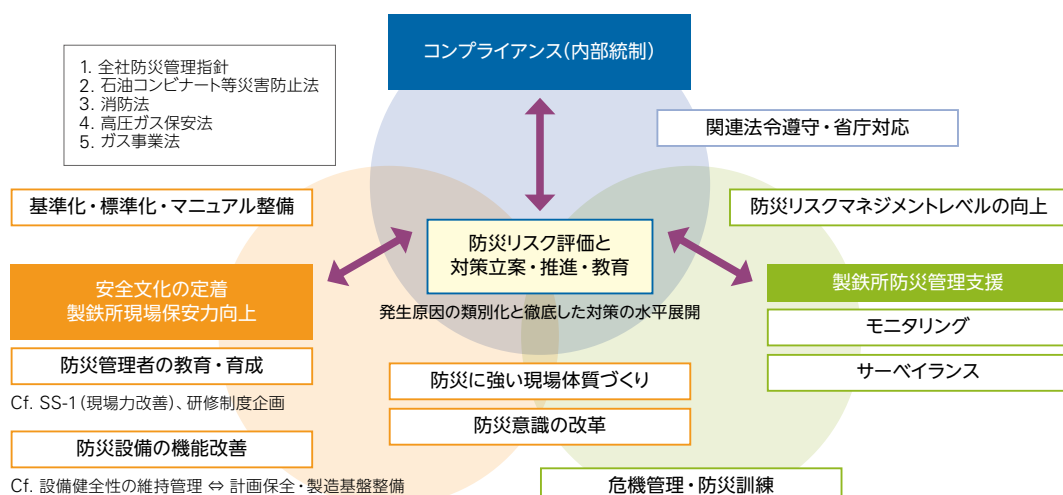 コンプライアンス(内部統制)
1. 全社防災管理指針
2. 石油コンビナート等災害防止法
3. 消防法
4. 高圧ガス保安法
5. ガス事業法
関連法令遵守・省庁対応
基準化・標準化・マニュアル整備
防災リスクマネジメントレベルの向上
防災リスク評価と
対策立案・推進・教育
安全文化の定着
製鉄所現場保安力向上
製鉄所防災管理支援
発生原因の類別化と徹底した対策の水平展開
モニタリング
防災管理者の教育・育成
防災に強い現場体質づくり
サーベイランス
Cf. SS-1(現場力改善)、研修制度企画
防災意識の改革
防災設備の機能改善
Cf. 設備健全性の維持管理 ⇔ 計画保全・製造基盤整備
危機管理・防災訓練